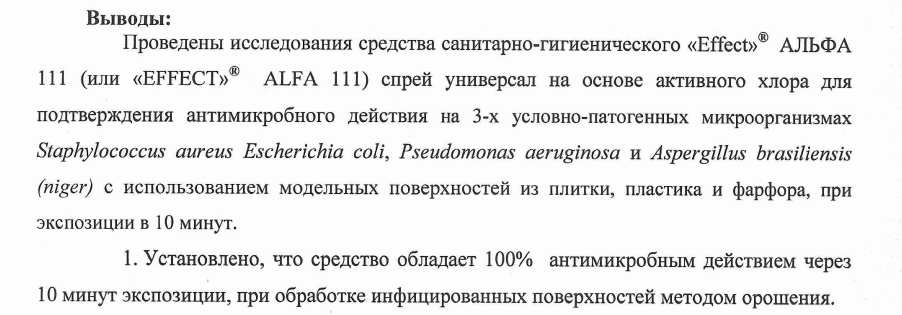 Выводы:
Проведены исследования средства санитарно-гигиенического «Effect»® АЛЬФА
111 (или «EFFECT»® ALFA 111) спрей универсал на основе активного хлора для
подтверждения антимикробного действия на 3-х условно-патогенных микроорганизмах
Staphylococcus aureus Escherichia coli, Pseudomonas aeruginosa и Aspergillus brasiliensis
(niger) с использованием модельных поверхностей из плитки, пластика и фарфора, при
экспозиции в 10 минут.
1. Установлено, что средство обладает 100% антимикробным действием через
10 минут экспозиции, при обработке инфицированных поверхностей методом орошения.